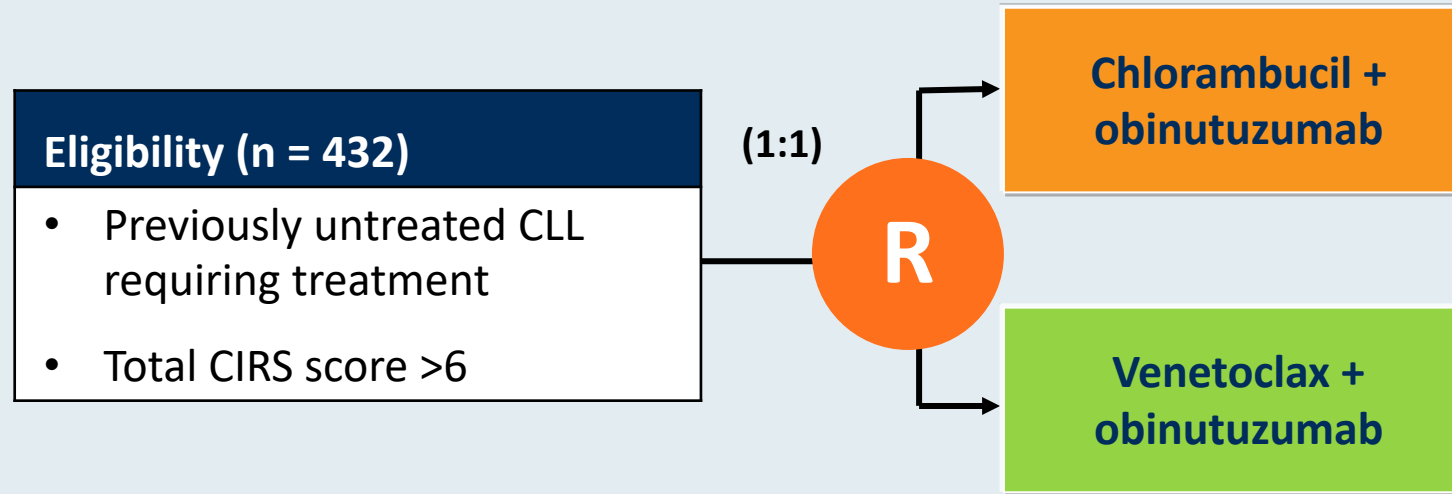 Eligibility (n = 432)
• Previously untreated CLL
requiring treatment
• Total CIRS score >6
(1:1)
R
Chlorambucil +
obinutuzumab
Venetoclax +
obinutuzumab